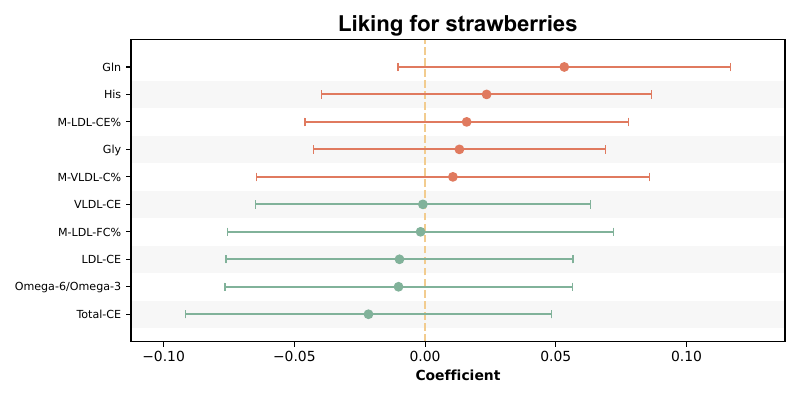 Liking for strawberries
Gln
His
M-LDL-CE%
Gly
M-VLDL-C%
VLDL-CE
M-LDL-FC%
LDL-CE
Omega-6/Omega-3
Total-CE
−0.10 −0.05 0.00 0.05 0.10
Coefficient